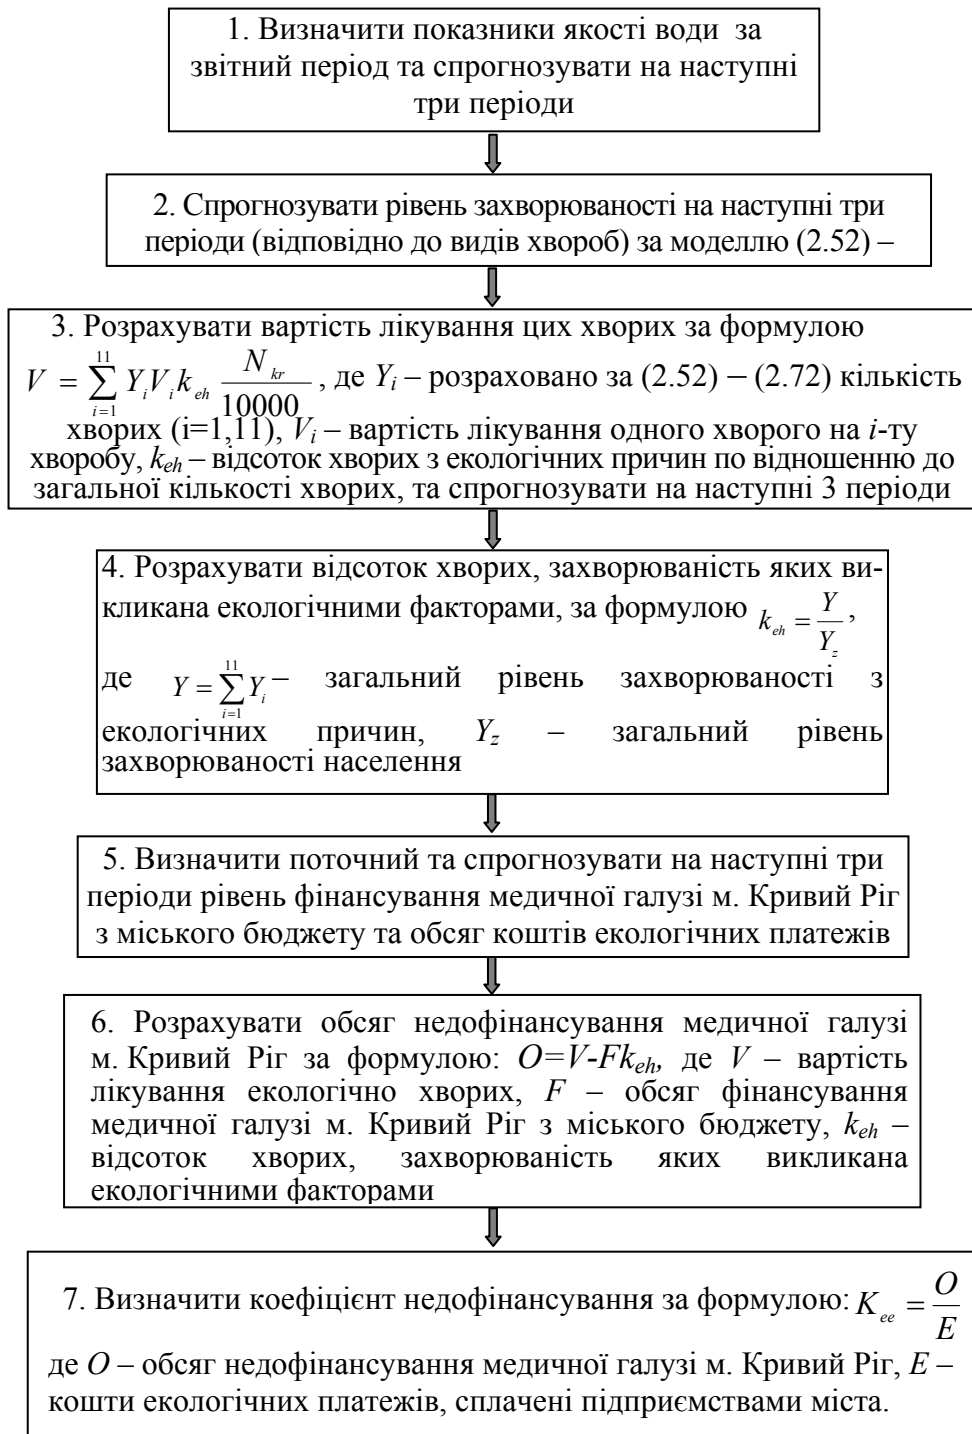 1. Визначити показники якості води за
звітний період та спрогнозувати на наступні
три періоди
2. Спрогнозувати рівень захворюваності на наступні три
періоди (відповідно до видів хвороб) за моделлю (2.52) –
3. Розрахувати вартість лікування цих хворих за формулою
$V = \sum_{i=1}^{11} Y_i V_i k_{eh} \frac{N_{kr}}{10000}$, де $Y_i$ – розраховано за (2.52) – (2.72) кількість
хворих (i=1,11), $V_i$ – вартість лікування одного хворого на i-ту
хворобу, $k_{eh}$ – відсоток хворих з екологічних причин по відношенню до
загальної кількості хворих, та спрогнозувати на наступні 3 періоди
4. Розрахувати відсоток хворих, захворюваність яких ви-
кликана екологічними факторами, за формулою $k_{eh} = \frac{Y}{Y_z}$,
де $Y = \sum_{i=1}^{11} Y_i$ – загальний рівень захворюваності з
екологічних причин, $Y_z$ – загальний рівень
захворюваності населення
5. Визначити поточний та спрогнозувати на наступні три
періоди рівень фінансування медичної галузі м. Кривий Ріг
з міського бюджету та обсяг коштів екологічних платежів
6. Розрахувати обсяг недофінансування медичної галузі
м. Кривий Ріг за формулою: $O=V-Fk_{eh}$, де V – вартість
лікування екологічно хворих, F – обсяг фінансування
медичної галузі м. Кривий Ріг з міського бюджету, $k_{eh}$ –
відсоток хворих, захворюваність яких викликана
екологічними факторами
7. Визначити коефіцієнт недофінансування за формулою: $K_{ee} = \frac{O}{E}$
де O – обсяг недофінансування медичної галузі м. Кривий Ріг, E –
кошти екологічних платежів, сплачені підприємствами міста.